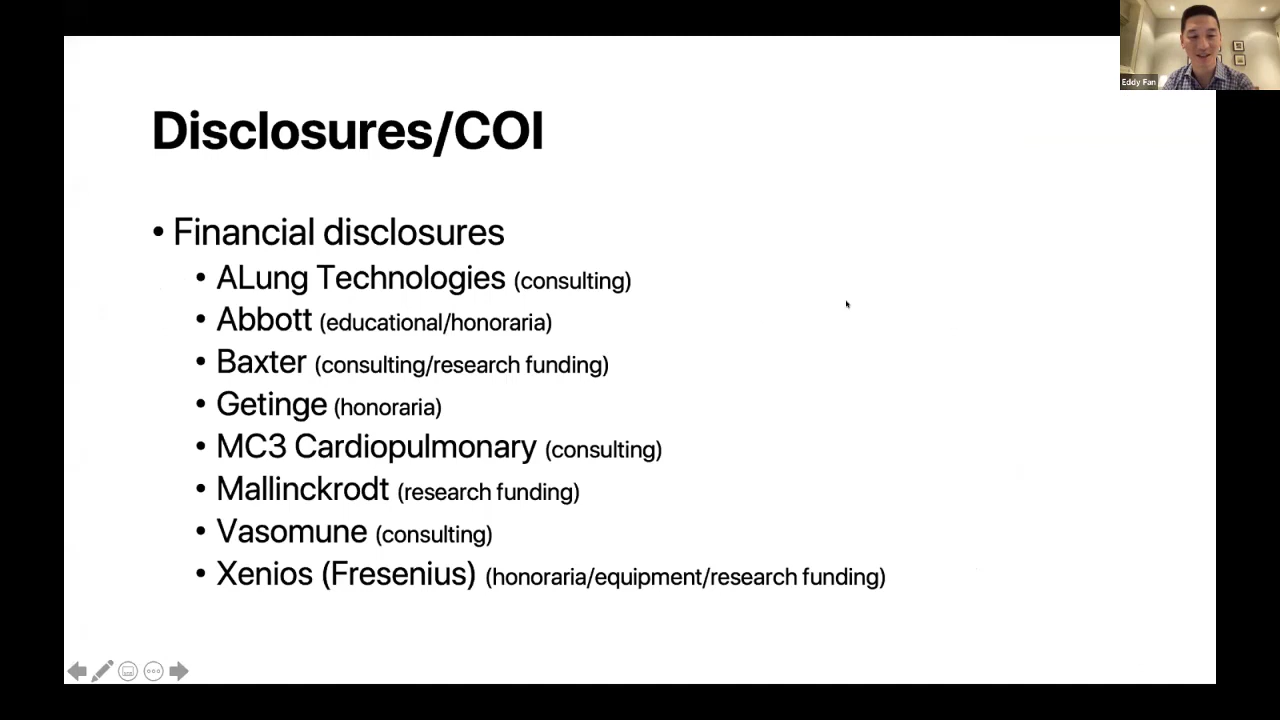 Eddy Fan
Disclosures/COI
• Financial disclosures
• ALung Technologies (consulting)
• Abbott (educational/honoraria)
• Baxter (consulting/research funding)
• Getinge (honoraria)
• MC3 Cardiopulmonary (consulting)
• Mallinckrodt (research funding)
• Vasomune (consulting)
• Xenios (Fresenius) (honoraria/equipment/research funding)